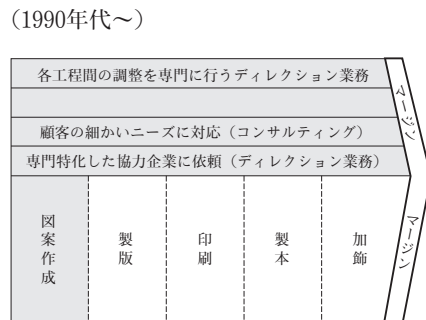 （1990年代〜）
各工程間の調整を専門に行うディレクション業務
顧客の細かいニーズに対応（コンサルティング）
専門特化した協力企業に依頼（ディレクション業務）
マージン
図案作成
製版
印刷
製本
加飾
マージン